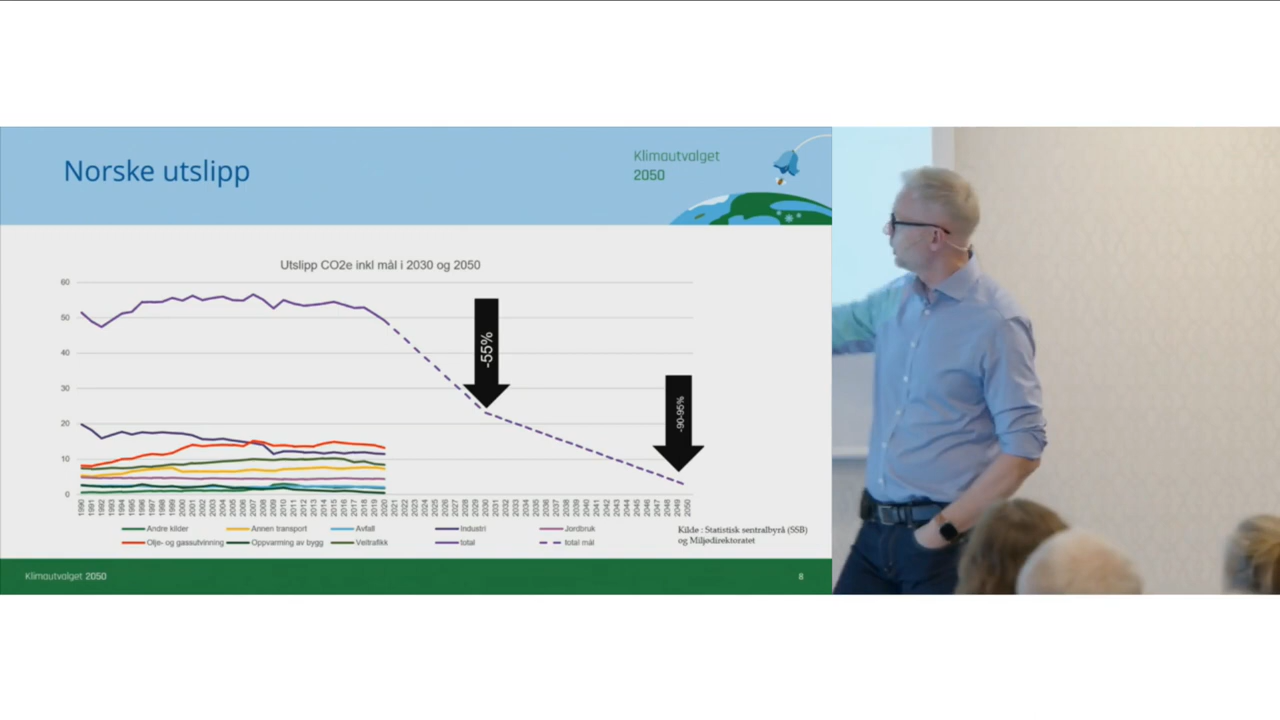 Norske utslipp
Klimautvalget
2050
Utslipp CO2e inkl mål i 2030 og 2050
60
50
40
30
20
10
0
-55%
-90-95%
1990 1991 1992 1993 1994 1995 1996 1997 1998 1999 2000 2001 2002 2003 2004 2005 2006 2007 2008 2009 2010 2011 2012 2013 2014 2015 2016 2017 2018 2019 2020 2021 2022 2023 2024 2025 2026 2027 2028 2029 2030 2031 2032 2033 2034 2035 2036 2037 2038 2039 2040 2041 2042 2043 2044 2045 2046 2047 2048 2049 2050
Andre kilder Annen transport Avfall Industri Jordbruk
Olje- og gassutvinning Oppvarming av bygg Veitrafikk total total mål
Kilde : Statistisk sentralbyrå (SSB)
og Miljødirektoratet
Klimautvalget 2050
8